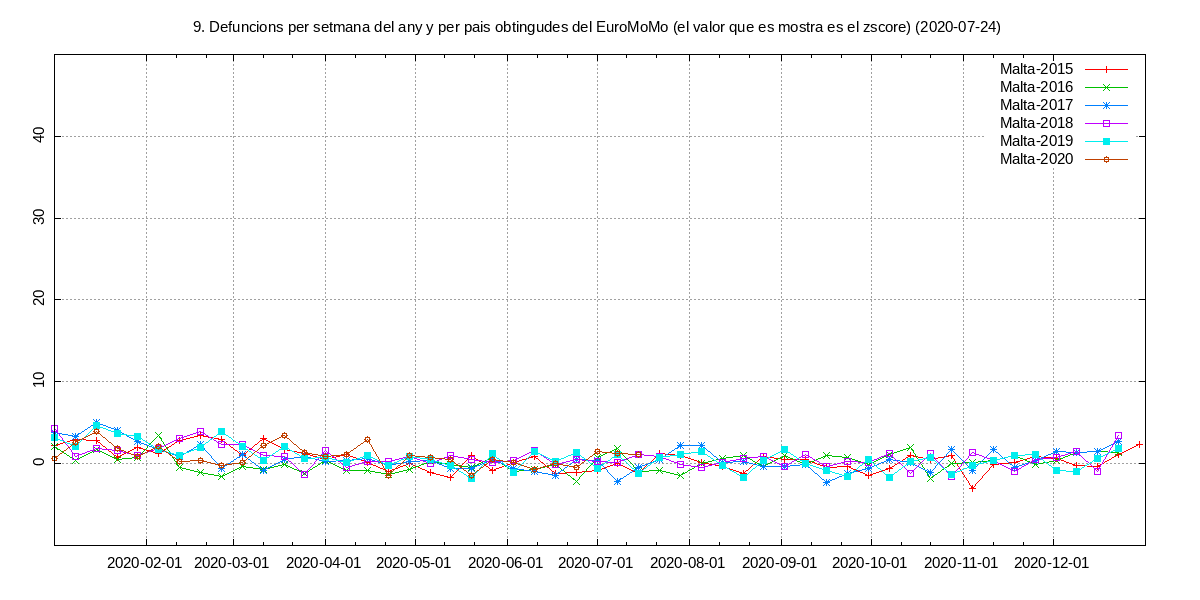 9. Defuncions per setmana del any y per pais obtingudes del EuroMoMo (el valor que es mostra es el zscore) (2020-07-24)
Malta-2015
Malta-2016
Malta-2017
Malta-2018
Malta-2019
Malta-2020
40
30
20
10
0
2020-02-01 2020-03-01 2020-04-01 2020-05-01 2020-06-01 2020-07-01 2020-08-01 2020-09-01 2020-10-01 2020-11-01 2020-12-01